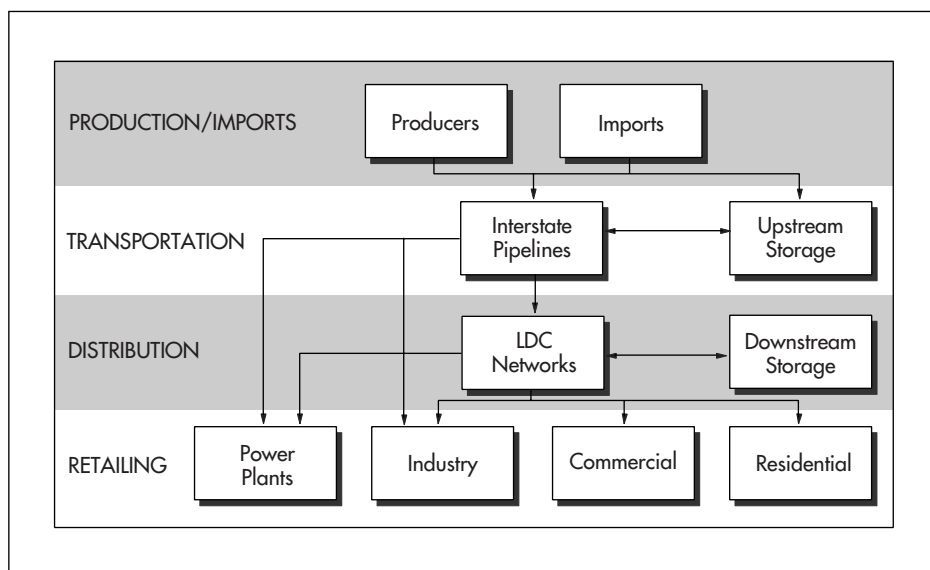 PRODUCTION/IMPORTS
Producers
Imports
TRANSPORTATION
Interstate
Pipelines
Upstream
Storage
DISTRIBUTION
LDC
Networks
Downstream
Storage
RETAILING
Power
Plants
Industry
Commercial
Residential